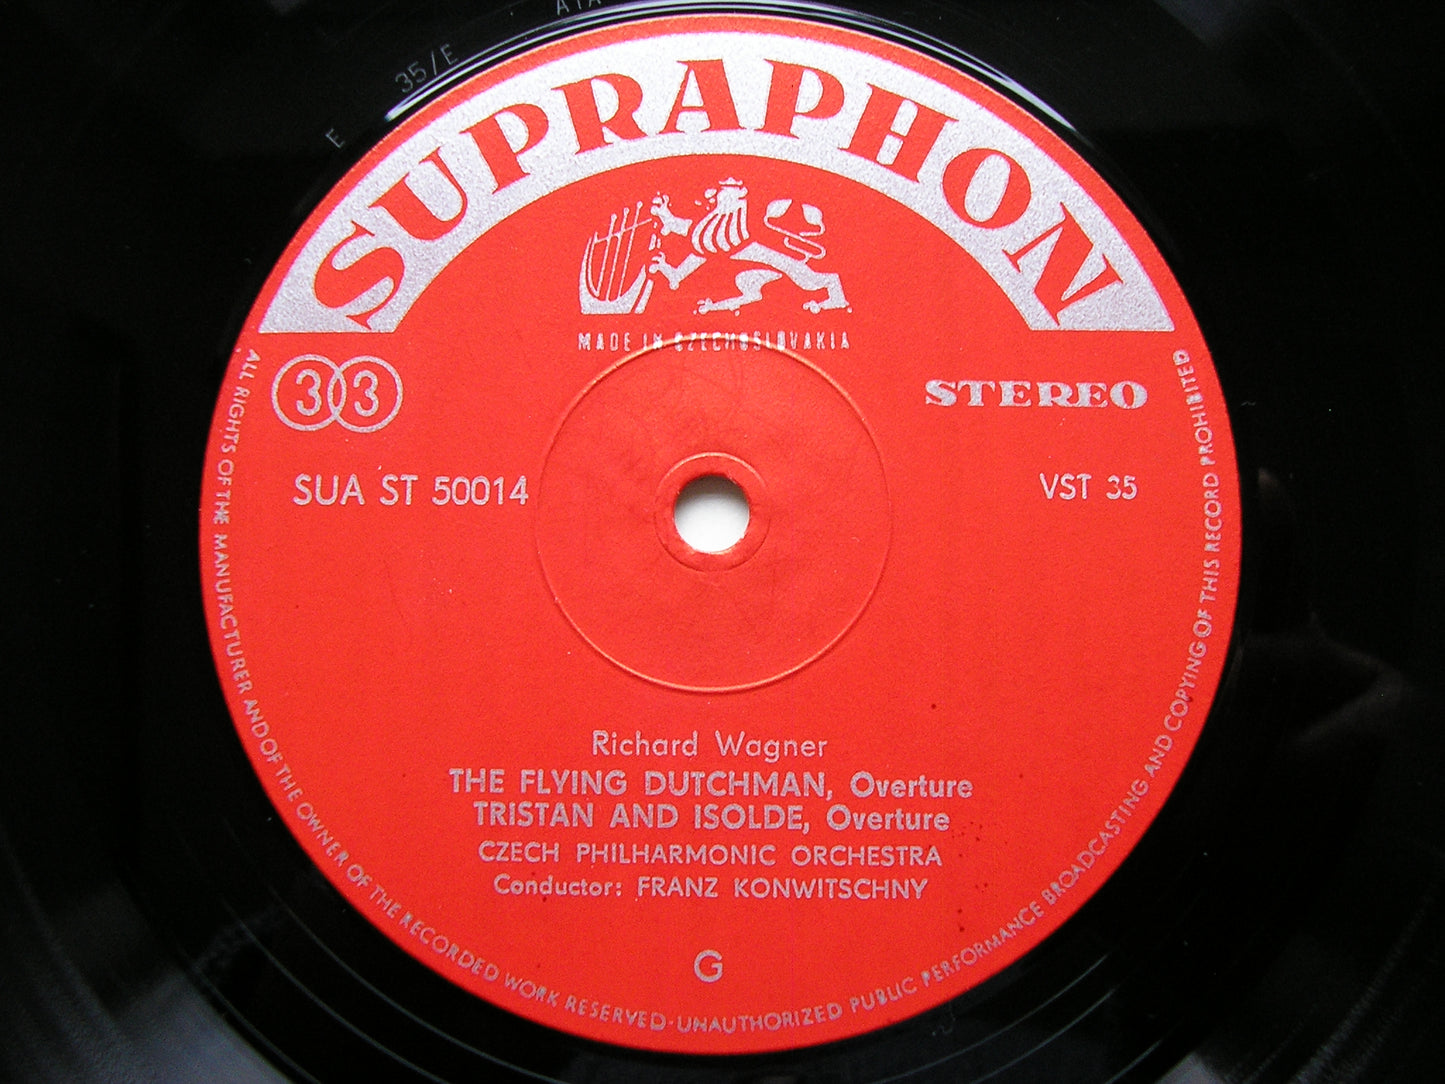 E 35/E
SUPRAPHON
MADE IN CZECHOSLOVAKIA
33
STEREO
SUA ST 50014
VST 35
Richard Wagner
THE FLYING DUTCHMAN, Overture
TRISTAN AND ISOLDE, Overture
CZECH PHILHARMONIC ORCHESTRA
Conductor: FRANZ KONWITSCHNY
G
ALL RIGHTS OF THE MANUFACTURER AND OF THE OWNER OF THE RECORDED WORK RESERVED·UNAUTHORIZED PUBLIC PERFORMANCE BROADCASTING AND COPYING OF THIS RECORD PROHIBITED